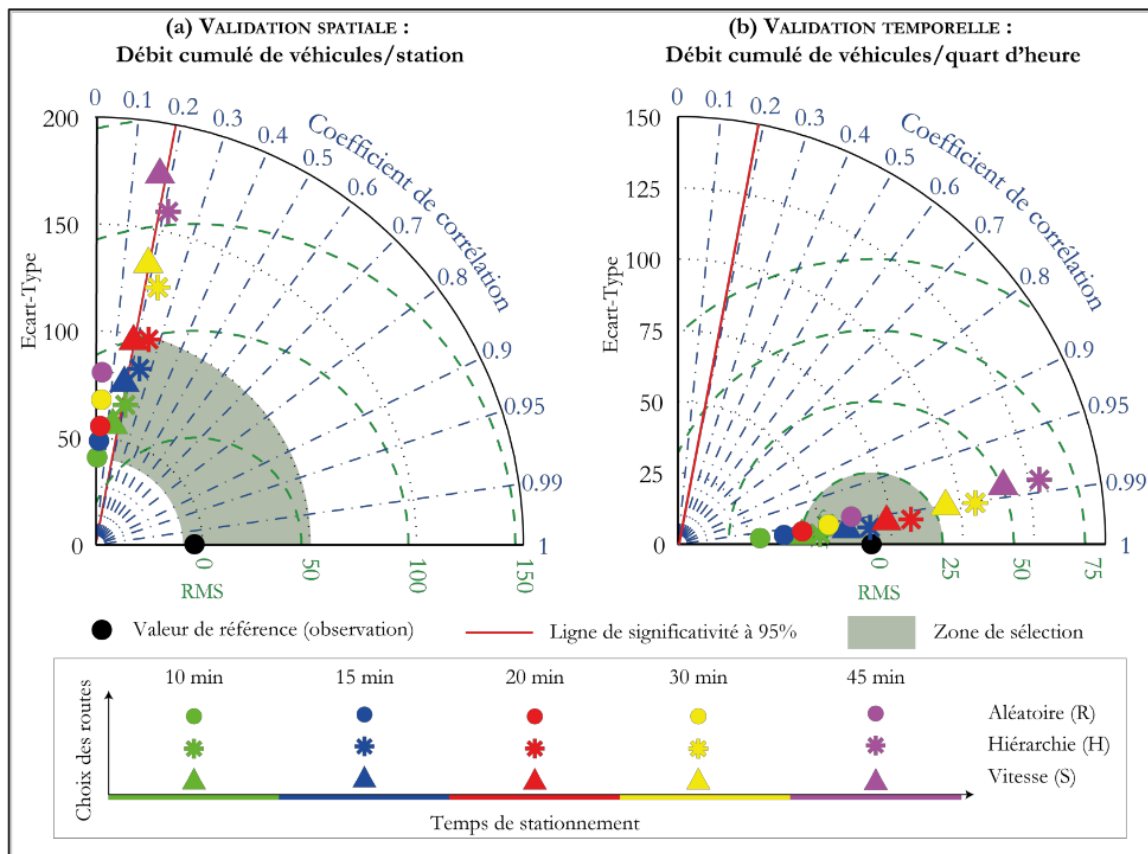 (a) VALIDATION SPATIALE :
Débit cumulé de véhicules/station
(b) VALIDATION TEMPORELLE :
Débit cumulé de véhicules/quart d'heure
0
0.1
0.2
0.3
0.4
0.5
0.6
0.7
0.8
0.9
0.95
0.99
1
Coefficient de corrélation
200
150
100
50
0
Ecart-Type
0
50
100
150
RMS
0
0.1
0.2
0.3
0.4
0.5
0.6
0.7
0.8
0.9
0.95
0.99
1
Coefficient de corrélation
150
125
100
75
50
25
0
Ecart-Type
0
25
50
75
RMS
Valeur de référence (observation)
Ligne de significativité à 95%
Zone de sélection
10 min
15 min
20 min
30 min
45 min
Choix des routes
Aléatoire (R)
Hiérarchie (H)
Vitesse (S)
Temps de stationnement